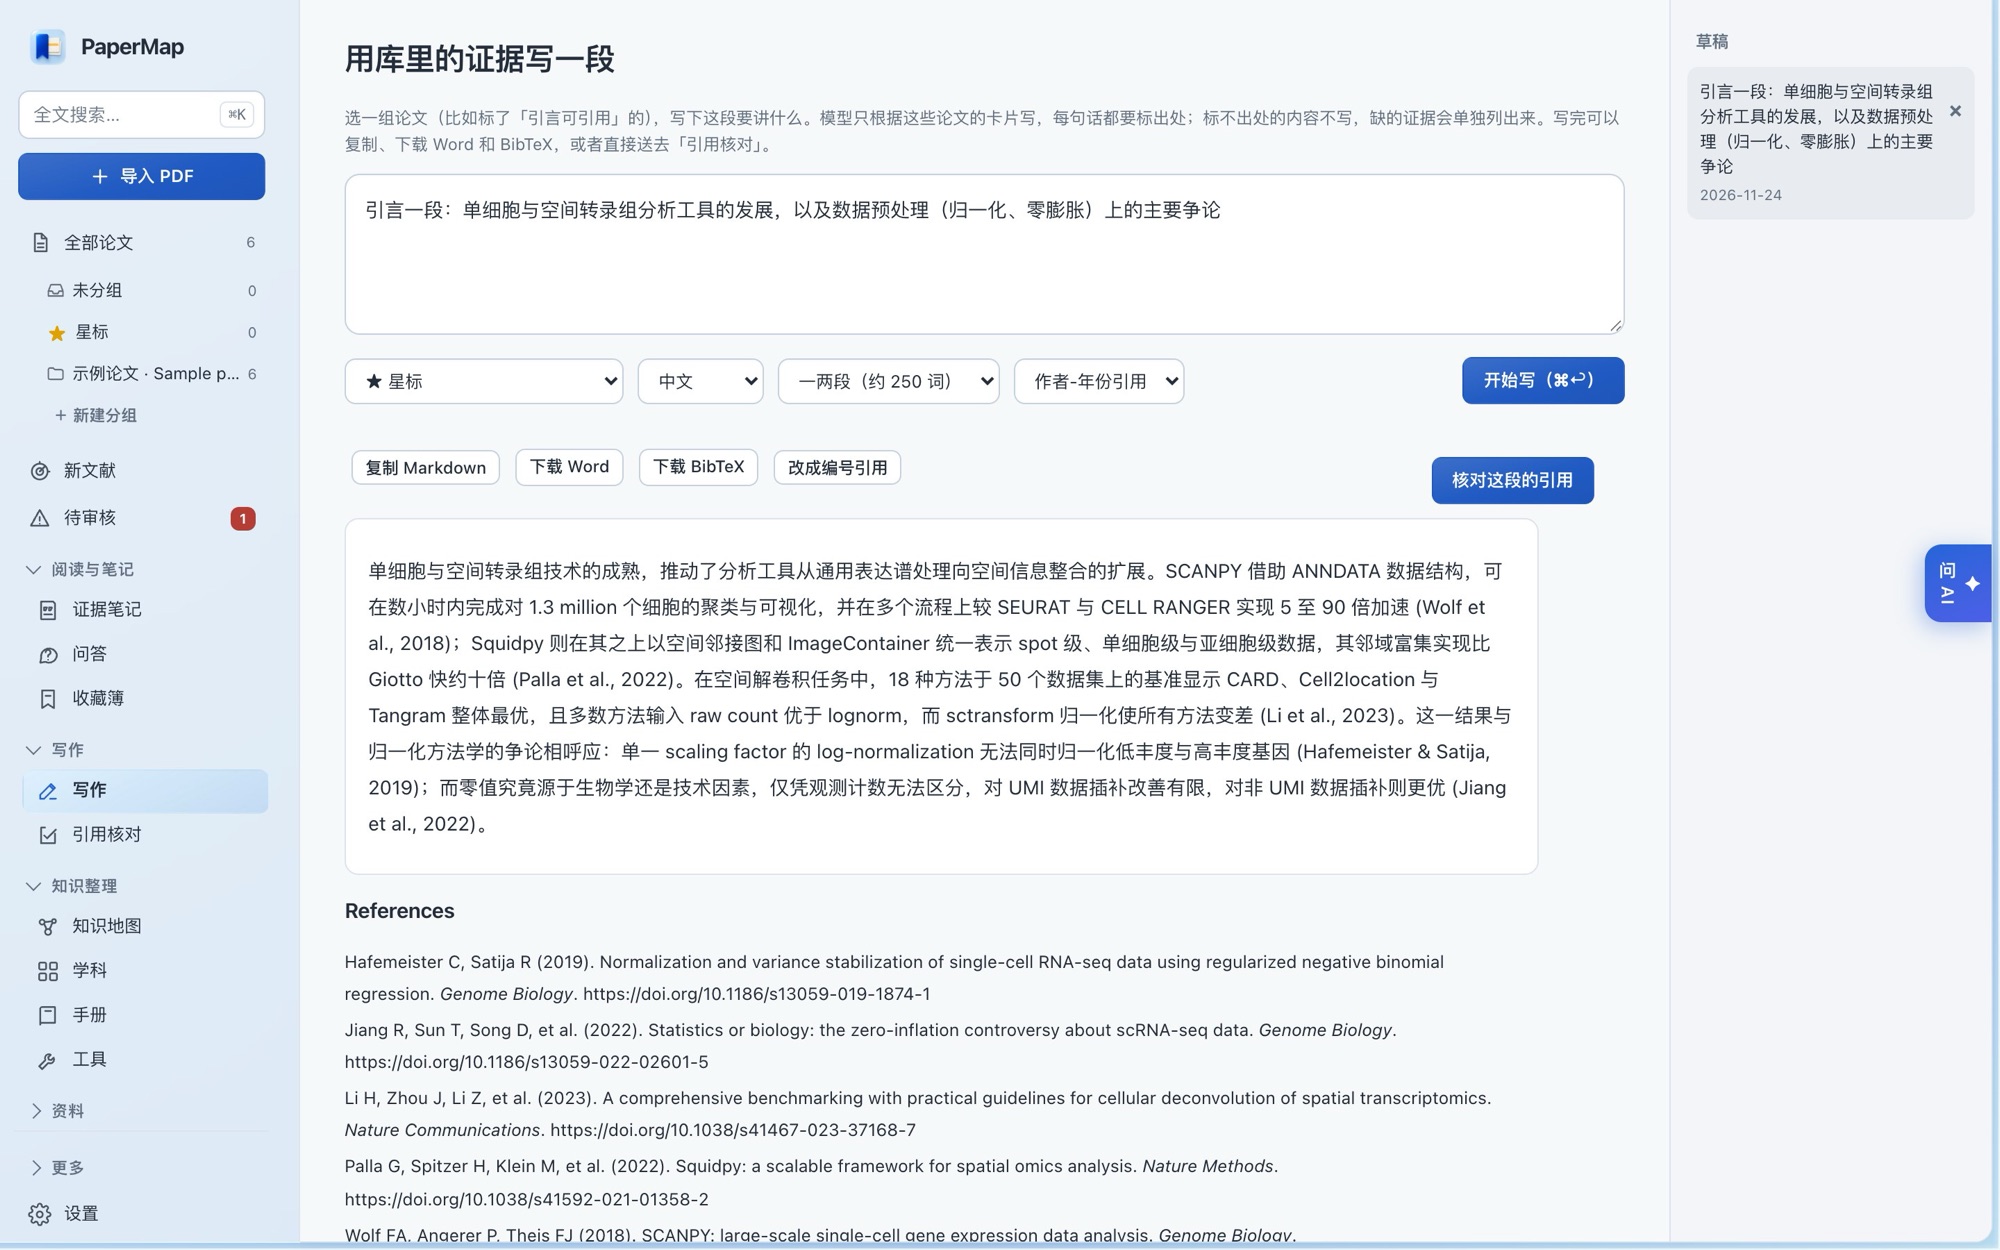 PaperMap
全文搜索... ⌘K
+ 导入 PDF
全部论文 6
未分组 0
星标 0
示例论文 · Sample p... 6
+ 新建分组
新文献
待审核 1
阅读与笔记
证据笔记
问答
收藏簿
写作
写作
引用核对
知识整理
知识地图
学科
手册
工具
资料
更多
设置
用库里的证据写一段
选一组论文（比如标了「引言可引用」的），写下这段要讲什么。模型只根据这些论文的卡片写，每句话都要标出处；标不出处的内容不写，缺的证据会单独列出来。写完可以
复制、下载 Word 和 BibTeX，或者直接送去「引用核对」。
引言一段：单细胞与空间转录组分析工具的发展，以及数据预处理（归一化、零膨胀）上的主要争论
★ 星标
中文
一两段（约 250 词）
作者-年份引用
开始写（⌘↩）
复制 Markdown
下载 Word
下载 BibTeX
改成编号引用
核对这段的引用
单细胞与空间转录组技术的成熟，推动了分析工具从通用表达谱处理向空间信息整合的扩展。SCANPY 借助 ANNDATA 数据结构，可
在数小时内完成对 1.3 million 个细胞的聚类与可视化，并在多个流程上较 SEURAT 与 CELL RANGER 实现 5 至 90 倍加速 (Wolf et
al., 2018)；Squidpy 则在其之上以空间邻接图和 ImageContainer 统一表示 spot 级、单细胞级与亚细胞级数据，其邻域富集实现比
Giotto 快约十倍 (Palla et al., 2022)。在空间解卷积任务中，18 种方法于 50 个数据集上的基准显示 CARD、Cell2location 与
Tangram 整体最优，且多数方法输入 raw count 优于 lognorm，而 sctransform 归一化使所有方法变差 (Li et al., 2023)。这一结果与
归一化方法学的争论相呼应：单一 scaling factor 的 log-normalization 无法同时归一化低丰度与高丰度基因 (Hafemeister & Satija,
2019)；而零值究竟源于生物学还是技术因素，仅凭观测计数无法区分，对 UMI 数据插补改善有限，对非 UMI 数据插补则更优 (Jiang
et al., 2022)。
References
Hafemeister C, Satija R (2019). Normalization and variance stabilization of single-cell RNA-seq data using regularized negative binomial
regression. Genome Biology. https://doi.org/10.1186/s13059-019-1874-1
Jiang R, Sun T, Song D, et al. (2022). Statistics or biology: the zero-inflation controversy about scRNA-seq data. Genome Biology.
https://doi.org/10.1186/s13059-022-02601-5
Li H, Zhou J, Li Z, et al. (2023). A comprehensive benchmarking with practical guidelines for cellular deconvolution of spatial transcriptomics.
Nature Communications. https://doi.org/10.1038/s41467-023-37168-7
Palla G, Spitzer H, Klein M, et al. (2022). Squidpy: a scalable framework for spatial omics analysis. Nature Methods.
https://doi.org/10.1038/s41592-021-01358-2
Wolf FA, Angerer P, Theis FJ (2018). SCANPY: large-scale single-cell gene expression data analysis. Genome Biology.
草稿
引言一段：单细胞与空间转录组
分析工具的发展，以及数据预处
理（归一化、零膨胀）上的主要
争论
2026-11-24
问 AI